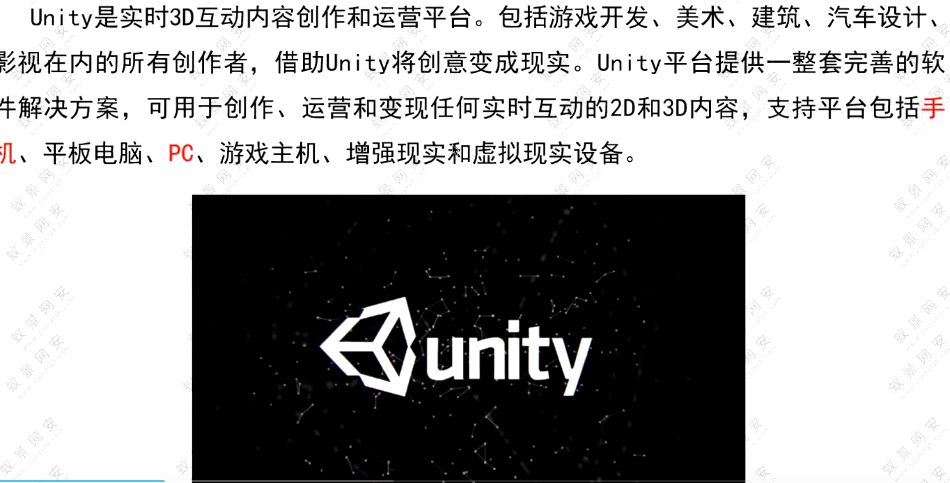 Unity是实时3D互动内容创作和运营平台。包括游戏开发、美术、建筑、汽车设计、
影视在内的所有创作者，借助Unity将创意变成现实。Unity平台提供一整套完善的软
件解决方案，可用于创作、运营和变现任何实时互动的2D和3D内容，支持平台包括手
机、平板电脑、PC、游戏主机、增强现实和虚拟现实设备。
unity
蚁景网安